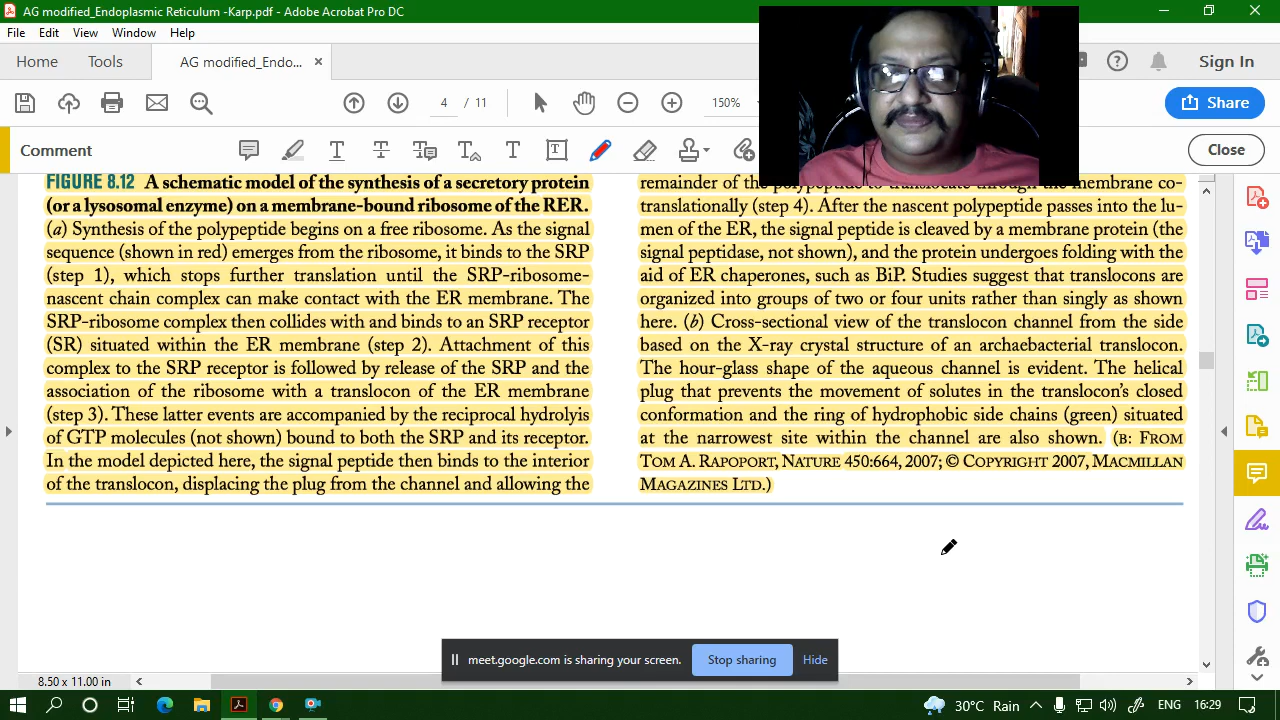 AG modified_Endoplasmic Reticulum -Karp.pdf - Adobe Acrobat Pro DC
File Edit View Window Help
Home Tools AG modified_Endo... × Sign In
4 / 11 150% Share
Comment Close
FIGURE 8.12 A schematic model of the synthesis of a secretory protein
(or a lysosomal enzyme) on a membrane-bound ribosome of the RER.
(a) Synthesis of the polypeptide begins on a free ribosome. As the signal
sequence (shown in red) emerges from the ribosome, it binds to the SRP
(step 1), which stops further translation until the SRP-ribosome-
nascent chain complex can make contact with the ER membrane. The
SRP-ribosome complex then collides with and binds to an SRP receptor
(SR) situated within the ER membrane (step 2). Attachment of this
complex to the SRP receptor is followed by release of the SRP and the
association of the ribosome with a translocon of the ER membrane
(step 3). These latter events are accompanied by the reciprocal hydrolyis
of GTP molecules (not shown) bound to both the SRP and its receptor.
In the model depicted here, the signal peptide then binds to the interior
of the translocon, displacing the plug from the channel and allowing the
remainder of the polypeptide to translocate through the membrane co-
translationally (step 4). After the nascent polypeptide passes into the lu-
men of the ER, the signal peptide is cleaved by a membrane protein (the
signal peptidase, not shown), and the protein undergoes folding with the
aid of ER chaperones, such as BiP. Studies suggest that translocons are
organized into groups of two or four units rather than singly as shown
here. (b) Cross-sectional view of the translocon channel from the side
based on the X-ray crystal structure of an archaebacterial translocon.
The hour-glass shape of the aqueous channel is evident. The helical
plug that prevents the movement of solutes in the translocon's closed
conformation and the ring of hydrophobic side chains (green) situated
at the narrowest site within the channel are also shown. (B: FROM
TOM A. RAPOPORT, NATURE 450:664, 2007; © COPYRIGHT 2007, MACMILLAN
MAGAZINES LTD.)
meet.google.com is sharing your screen. Stop sharing Hide
8.50 x 11.00 in
30°C Rain ENG 16:29